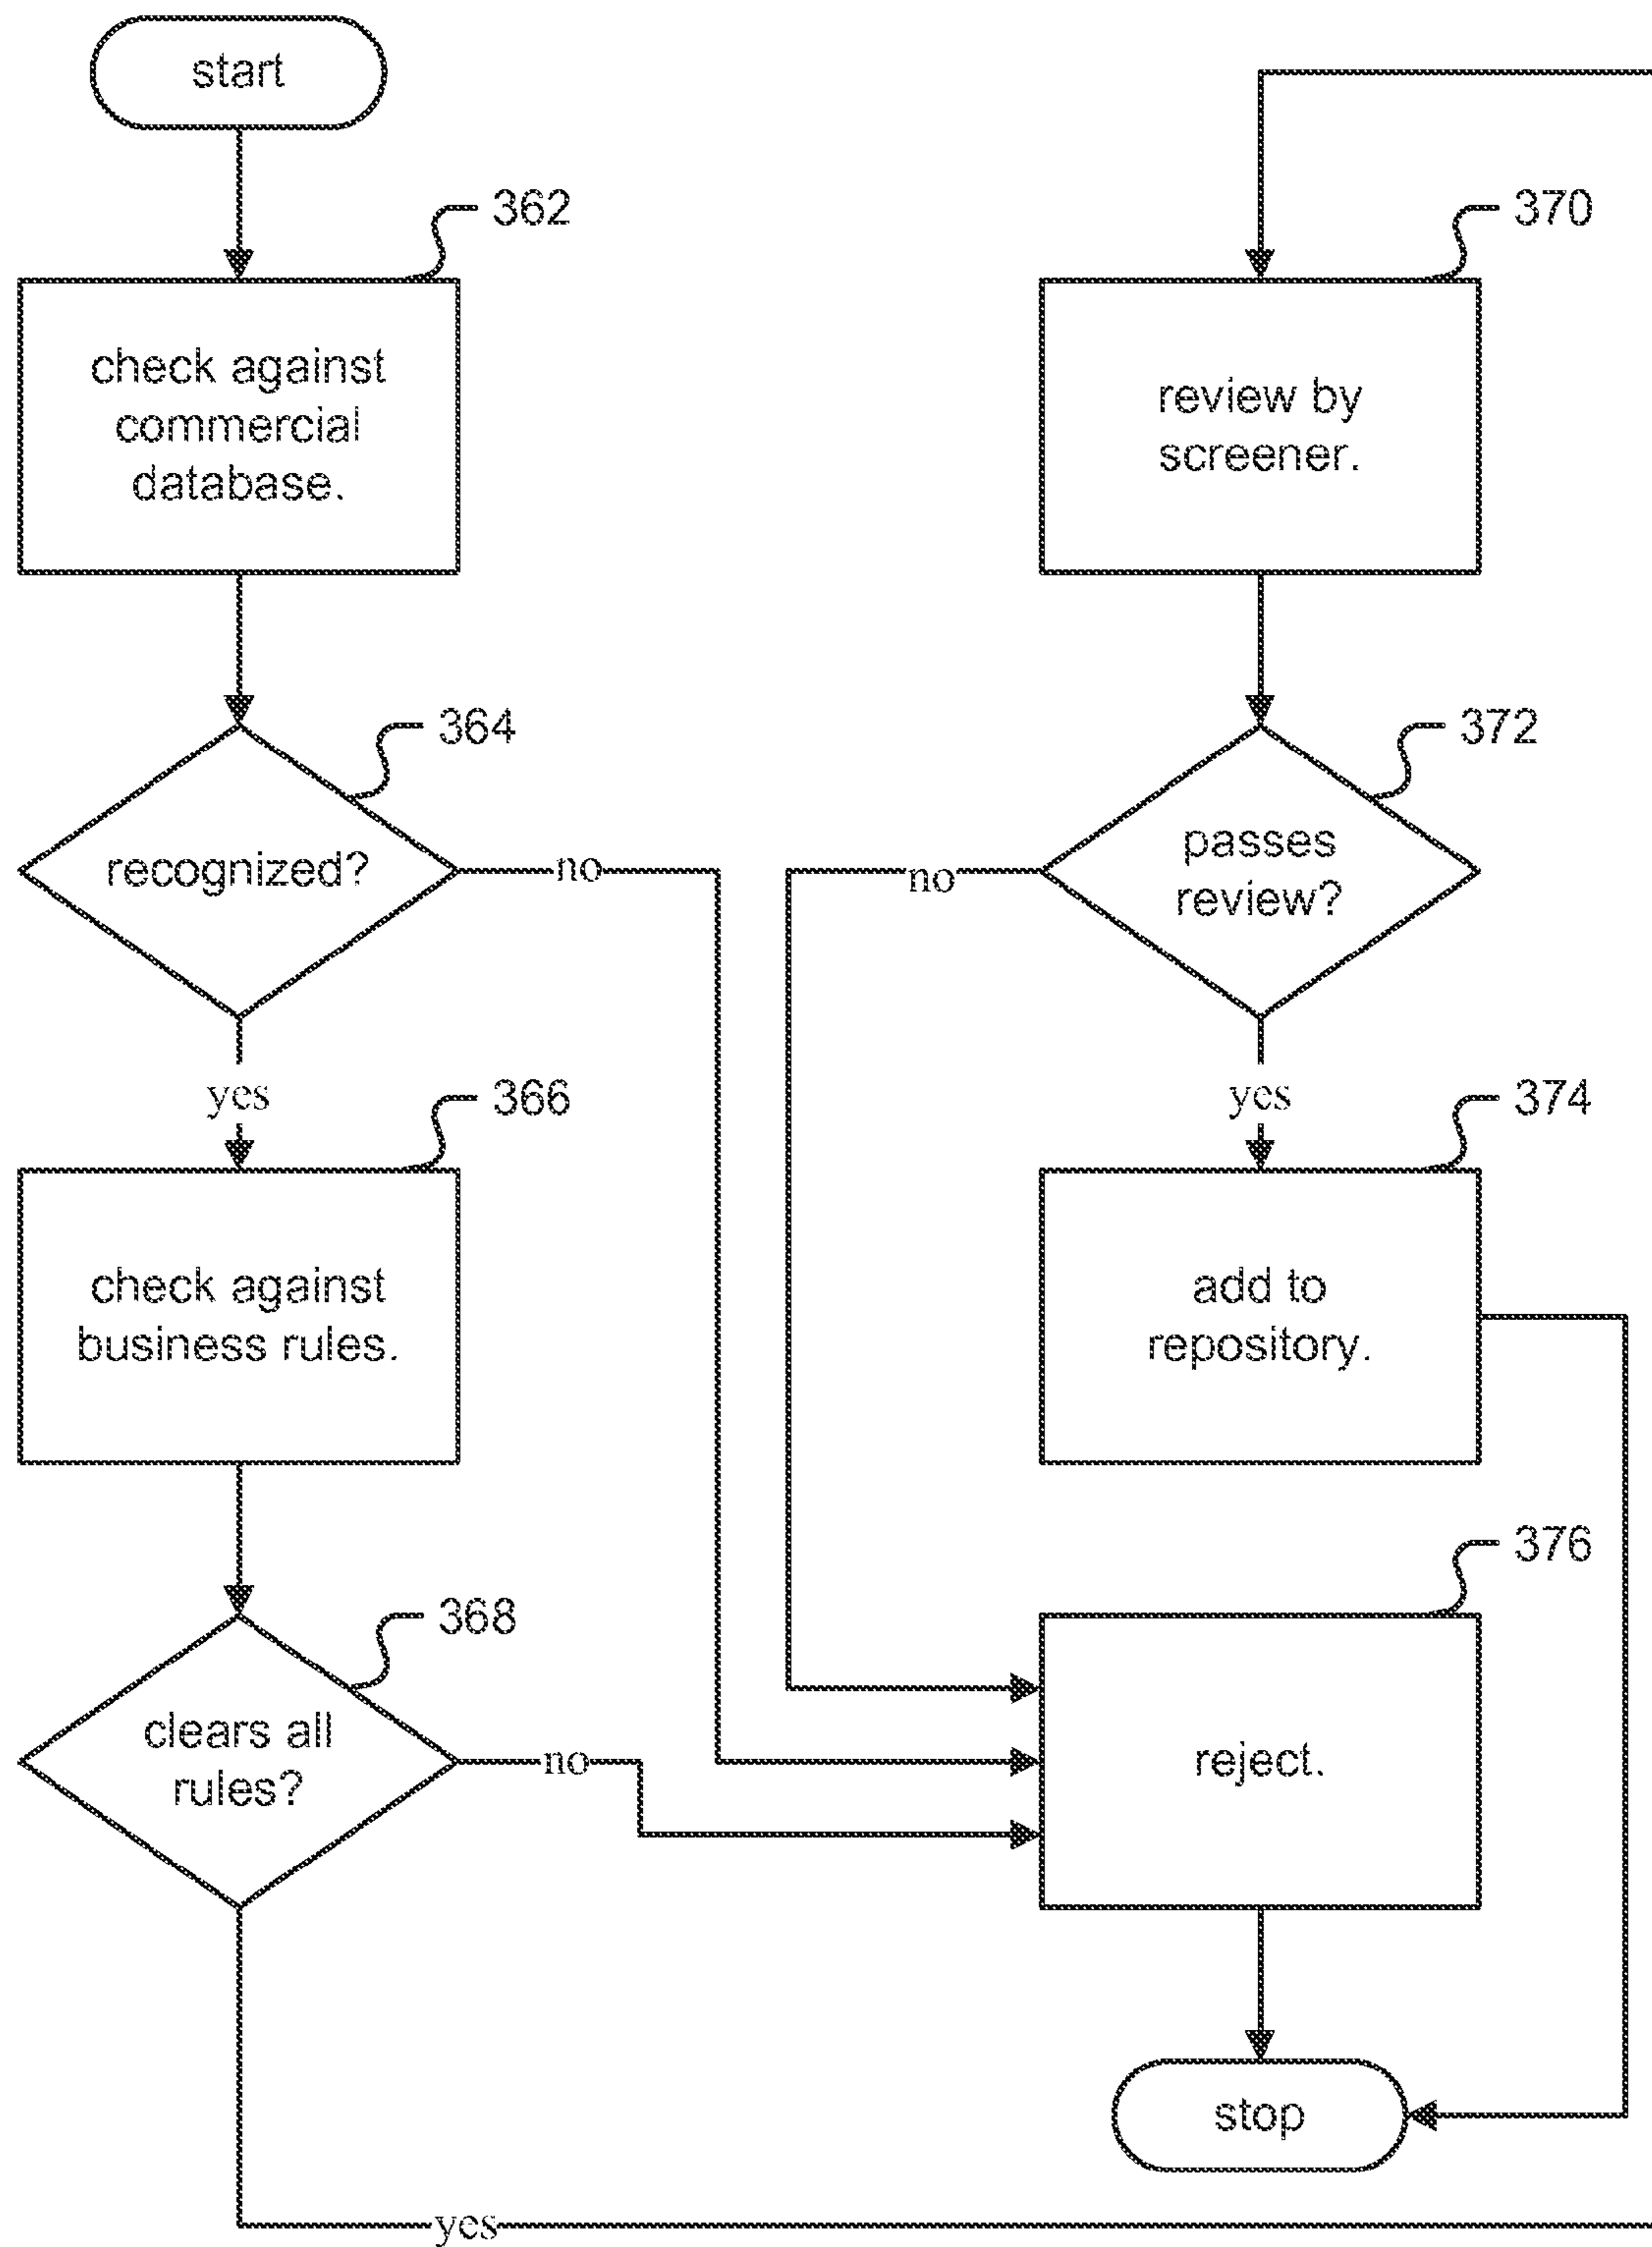 start
362
check against
commercial
database.
364
recognized?
no
yes
366
check against
business rules.
368
clears all
rules?
no
yes
370
review by
screener.
372
passes
review?
no
yes
374
add to
repository.
376
reject.
stop